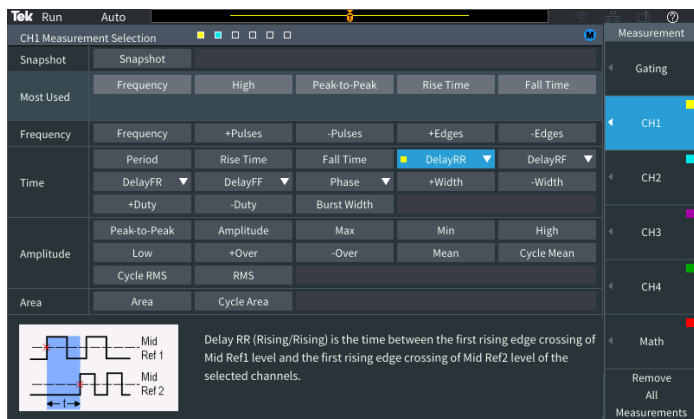 Tek Run Auto
CH1 Measurement Selection M Measurement
Snapshot Snapshot
Gating
Most Used Frequency High Peak-to-Peak Rise Time Fall Time
CH1
Frequency Frequency +Pulses -Pulses +Edges -Edges
Time Period Rise Time Fall Time DelayRR DelayRF
DelayFR DelayFF Phase +Width -Width
CH2
+Duty -Duty Burst Width
Amplitude Peak-to-Peak Amplitude Max Min High
CH3
Low +Over -Over Mean Cycle Mean
Cycle RMS RMS
CH4
Area Area Cycle Area
Mid
Ref 1
Mid
Ref 2
t
Delay RR (Rising/Rising) is the time between the first rising edge crossing of
Mid Ref1 level and the first rising edge crossing of Mid Ref2 level of the
selected channels.
Math
Remove
All
Measurements